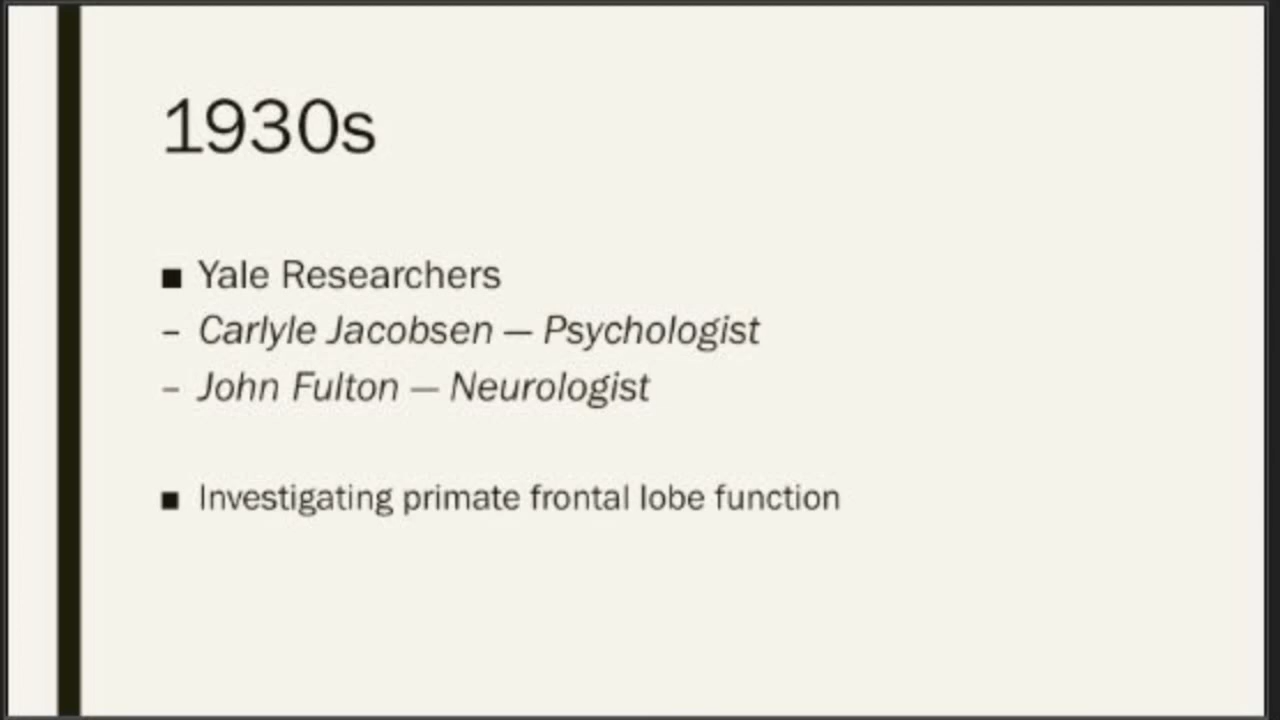 1930s
■ Yale Researchers
– Carlyle Jacobsen — Psychologist
– John Fulton — Neurologist
■ Investigating primate frontal lobe function